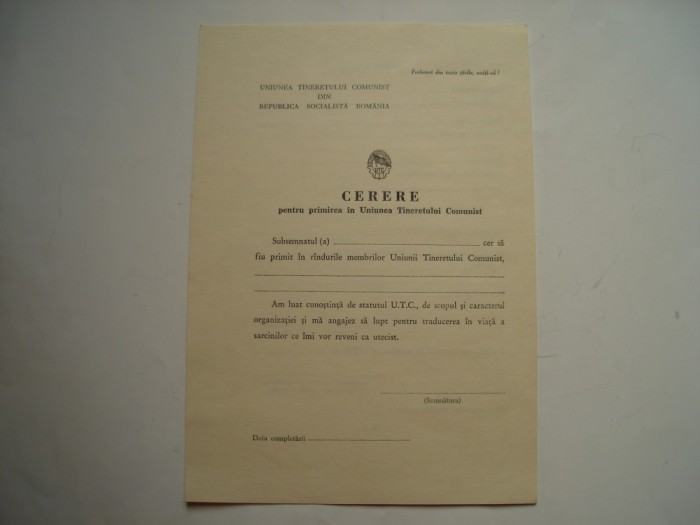 Proletari din toate țările, uniți-vă!
UNIUNEA TINERETULUI COMUNIST
DIN
REPUBLICA SOCIALISTĂ ROMÂNIA
UTC
CERERE
pentru primirea în Uniunea Tineretului Comunist
Subsemnatul (a) cer să
fiu primit în rîndurile membrilor Uniunii Tineretului Comunist,
Am luat cunoștință de statutul U.T.C., de scopul și caracterul
organizației și mă angajez să lupt pentru traducerea în viață a
sarcinilor ce îmi vor reveni ca utecist.
(Semnătura)
Data completării